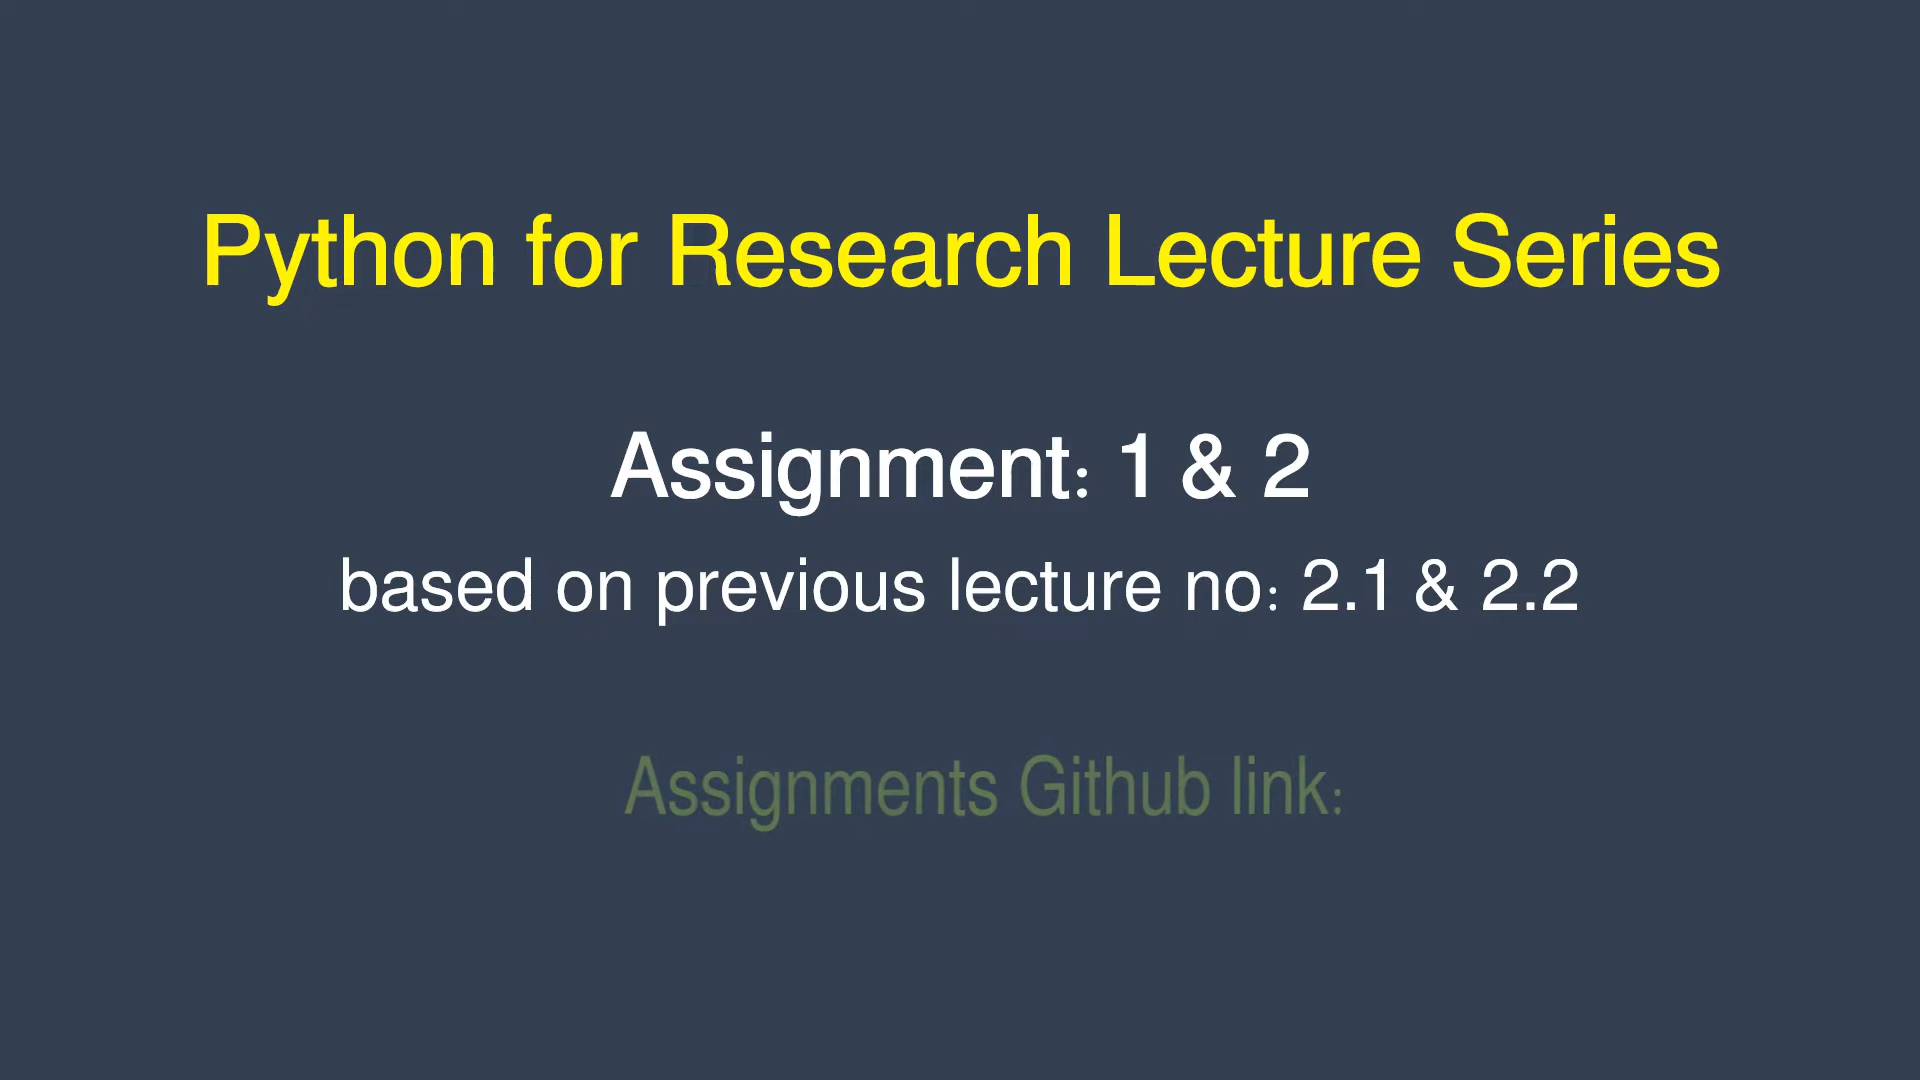 Python for Research Lecture Series
Assignment: 1 & 2
based on previous lecture no: 2.1 & 2.2
Assignments Github link: